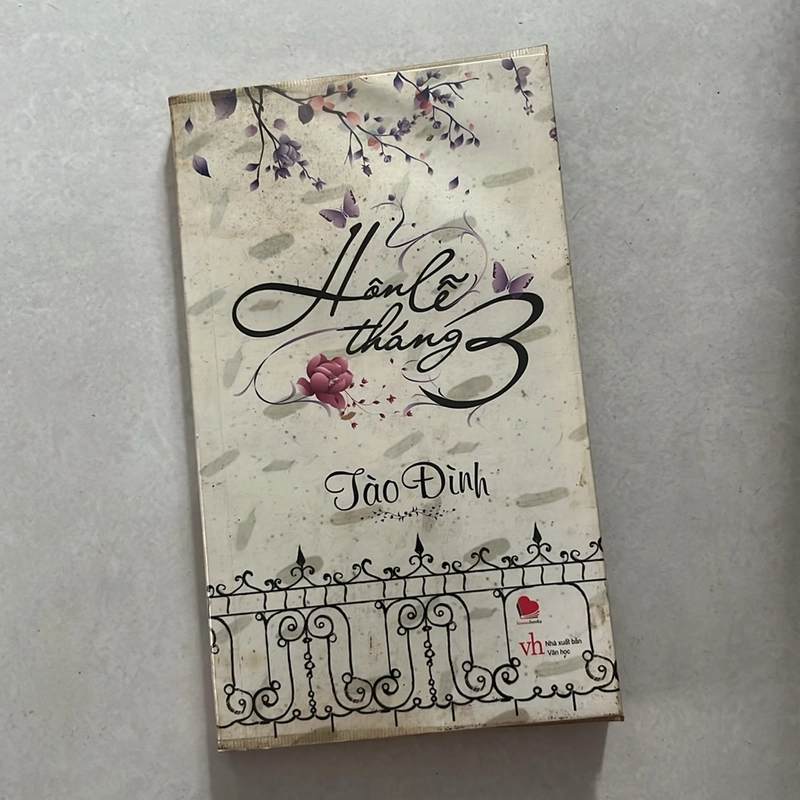 Hôn lễ
tháng 3
Tào Đình
vh Nhà xuất bản
Văn học